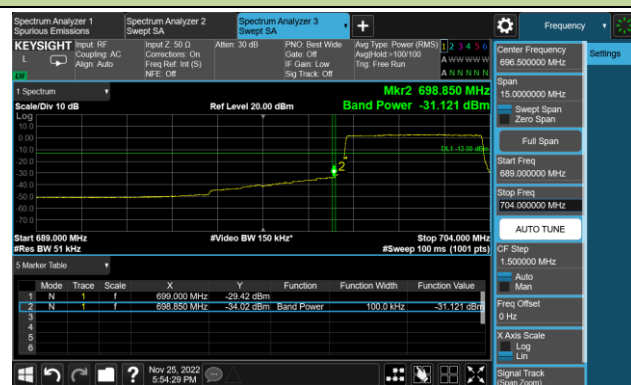 Spectrum Analyzer 1
Spurious Emissions
Spectrum Analyzer 2
Swept SA
Spectrum Analyzer 3
Swept SA
+
Frequency
KEYSIGHT
L
LW
Input: RF
Coupling: AC
Align: Auto
Input Z: 50 Ω
Corrections: On
Freq Ref: Int (S)
NFE: Off
Atten: 30 dB
PNO: Best Wide
Gate: Off
IF Gain: Low
Sig Track: Off
Avg Type: Power (RMS)
Avg|Hold:>100/100
Trig: Free Run
1 2 3 4 5 6
A W W W W W
A N N N N N
1 Spectrum
Scale/Div 10 dB
Log
Ref Level 20.00 dBm
Mkr2 698.850 MHz
Band Power -31.121 dBm
10.0
0.00
-10.0
-20.0
-30.0
-40.0
-50.0
-60.0
-70.0
DL1 -13.00 dBm
2
Start 689.000 MHz
#Res BW 51 kHz
#Video BW 150 kHz*
Stop 704.000 MHz
#Sweep 100 ms (1001 pts)
5 Marker Table
Mode Trace Scale X Y Function Function Width Function Value
1 N 1 f 699.000 MHz -29.42 dBm
2 N 1 f 698.850 MHz -34.02 dBm Band Power 100.0 kHz -31.121 dBm
3
4
5
6
Nov 25, 2022
5:54:29 PM
?
Settings
Center Frequency
696.500000 MHz
Span
15.0000000 MHz
Swept Span
Zero Span
Full Span
Start Freq
689.000000 MHz
Stop Freq
704.000000 MHz
AUTO TUNE
CF Step
1.500000 MHz
Auto
Man
Freq Offset
0 Hz
X Axis Scale
Log
Lin
Signal Track
(Span Zoom)